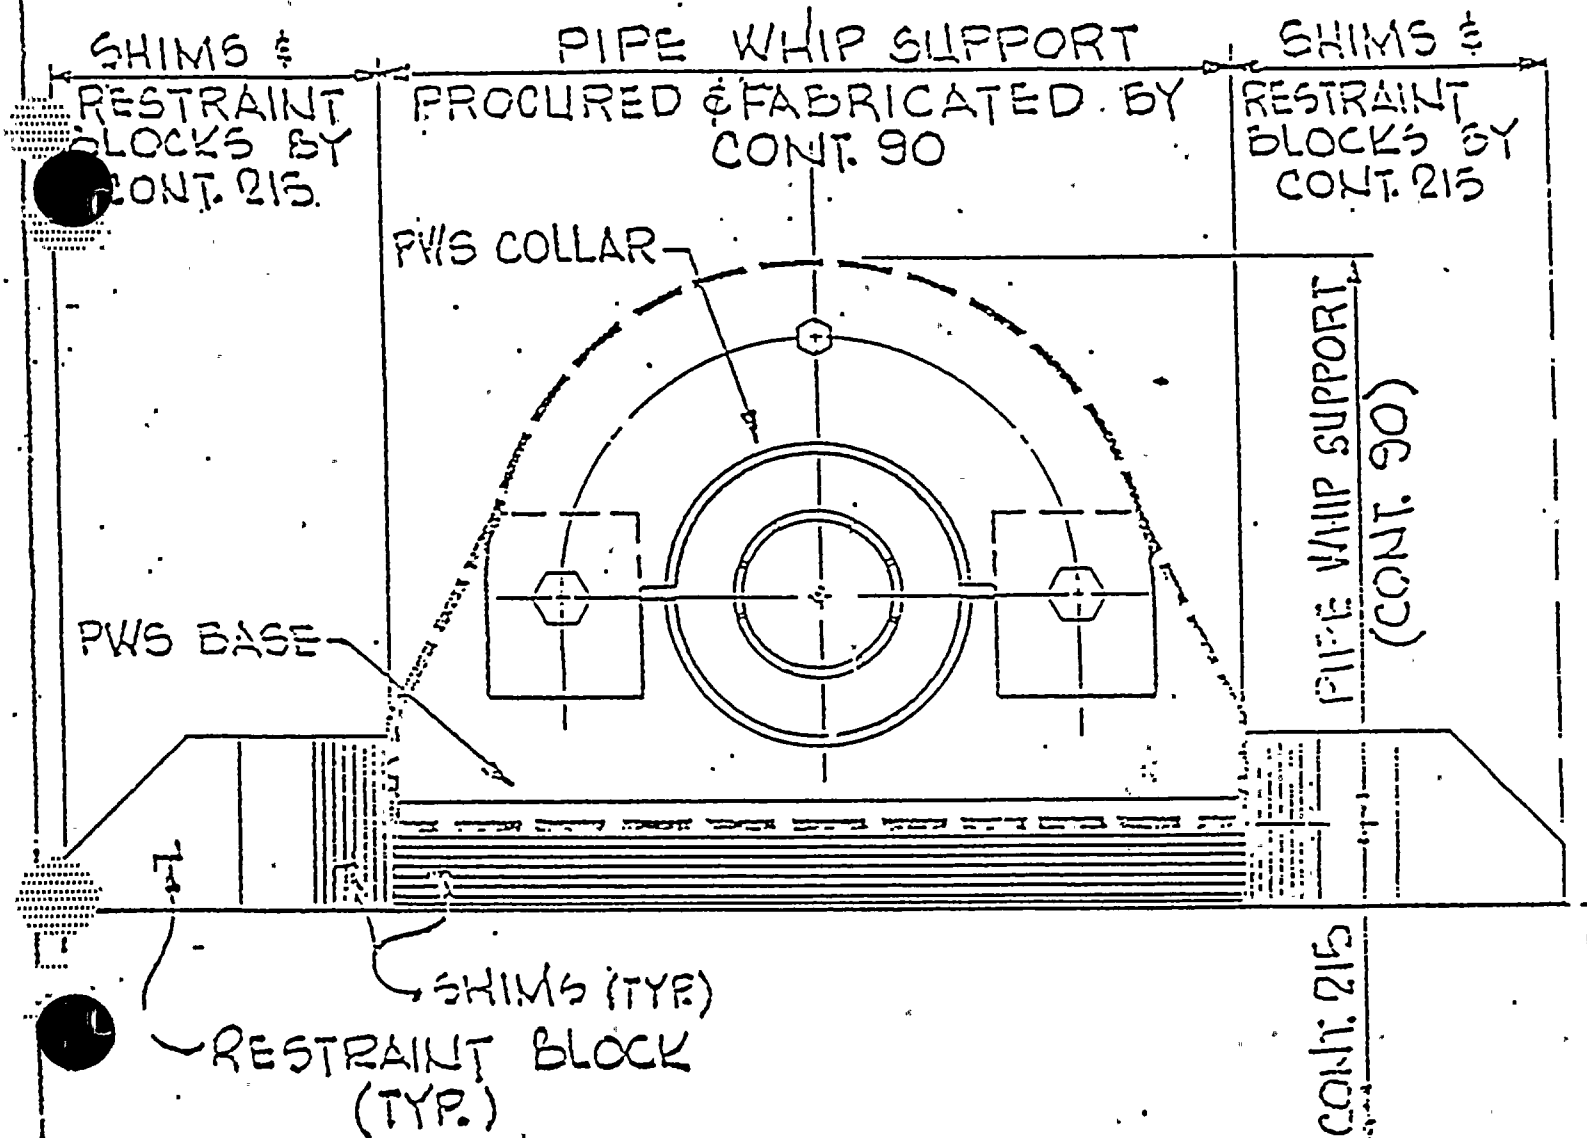 SHIMS &
RESTRAINT
BLOCKS BY
CONT. 215.
PIPE WHIP SUPPORT
PROCURED & FABRICATED BY
CONT. 90
SHIMS &
RESTRAINT
BLOCKS BY
CONT. 215
PWS COLLAR
PIPE WHIP SUPPORT
(CONT. 90)
PWS BASE
SHIMS (TYP.)
RESTRAINT BLOCK
(TYP.)
CONT. 215